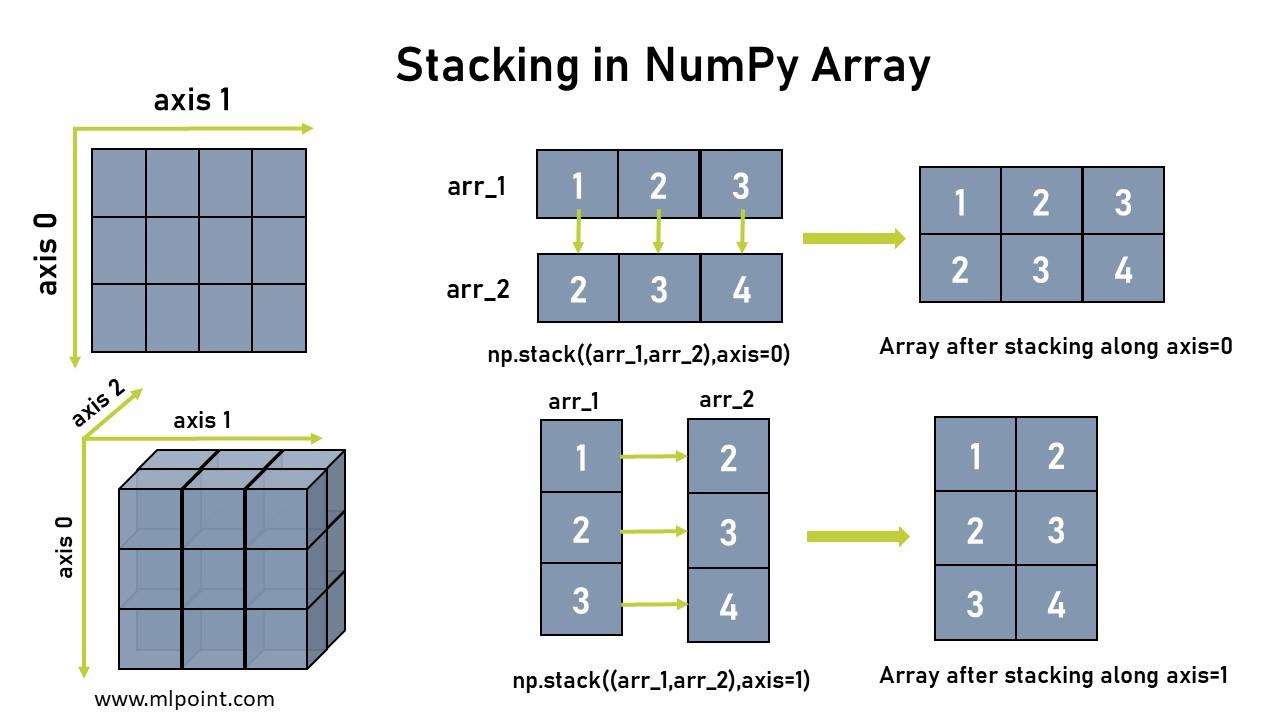 Stacking in NumPy Array
axis 1
axis 0
arr_1
1 2 3
arr_2
2 3 4
np.stack((arr_1,arr_2),axis=0)
1 2 3
2 3 4
Array after stacking along axis=0
axis 2
axis 1
axis 0
www.mlpoint.com
arr_1 arr_2
1 2
2 3
3 4
np.stack((arr_1,arr_2),axis=1)
1 2
2 3
3 4
Array after stacking along axis=1